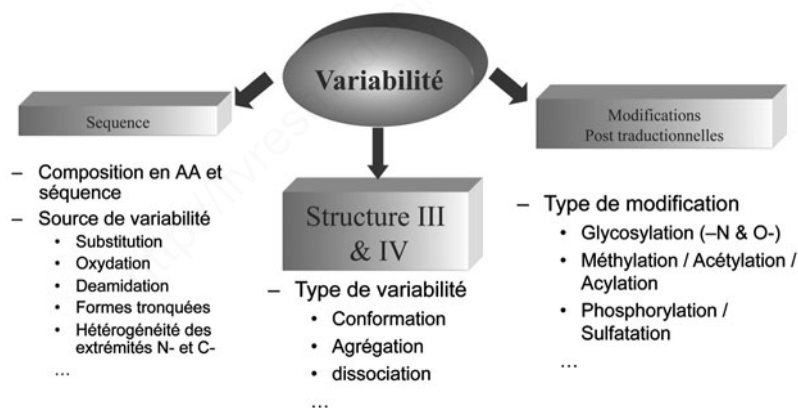 Variabilité
Sequence
– Composition en AA et
séquence
– Source de variabilité
• Substitution
• Oxydation
• Deamidation
• Formes tronquées
• Hétérogénéité des
extrémités N- et C-
...
Structure III
& IV
– Type de variabilité
• Conformation
• Agrégation
• dissociation
...
Modifications
Post traductionnelles
– Type de modification
• Glycosylation (–N & O-)
• Méthylation / Acétylation /
Acylation
• Phosphorylation /
Sulfatation
...